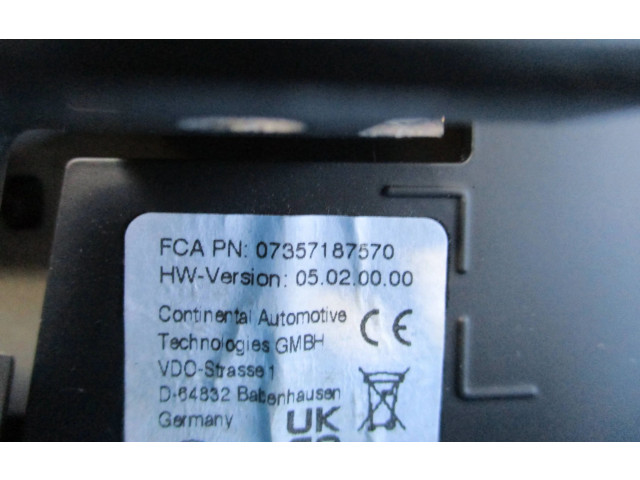 FCA PN: 07357187570
HW-Version: 05.02.00.00
Continental Automotive
Technologies GMBH
VDO-Strasse 1
D-64832 Babenhausen
Germany
CE
UK